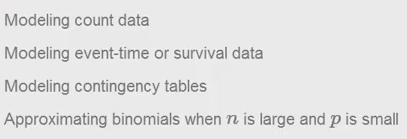 Modeling count data
Modeling event-time or survival data
Modeling contingency tables
Approximating binomials when n is large and p is small